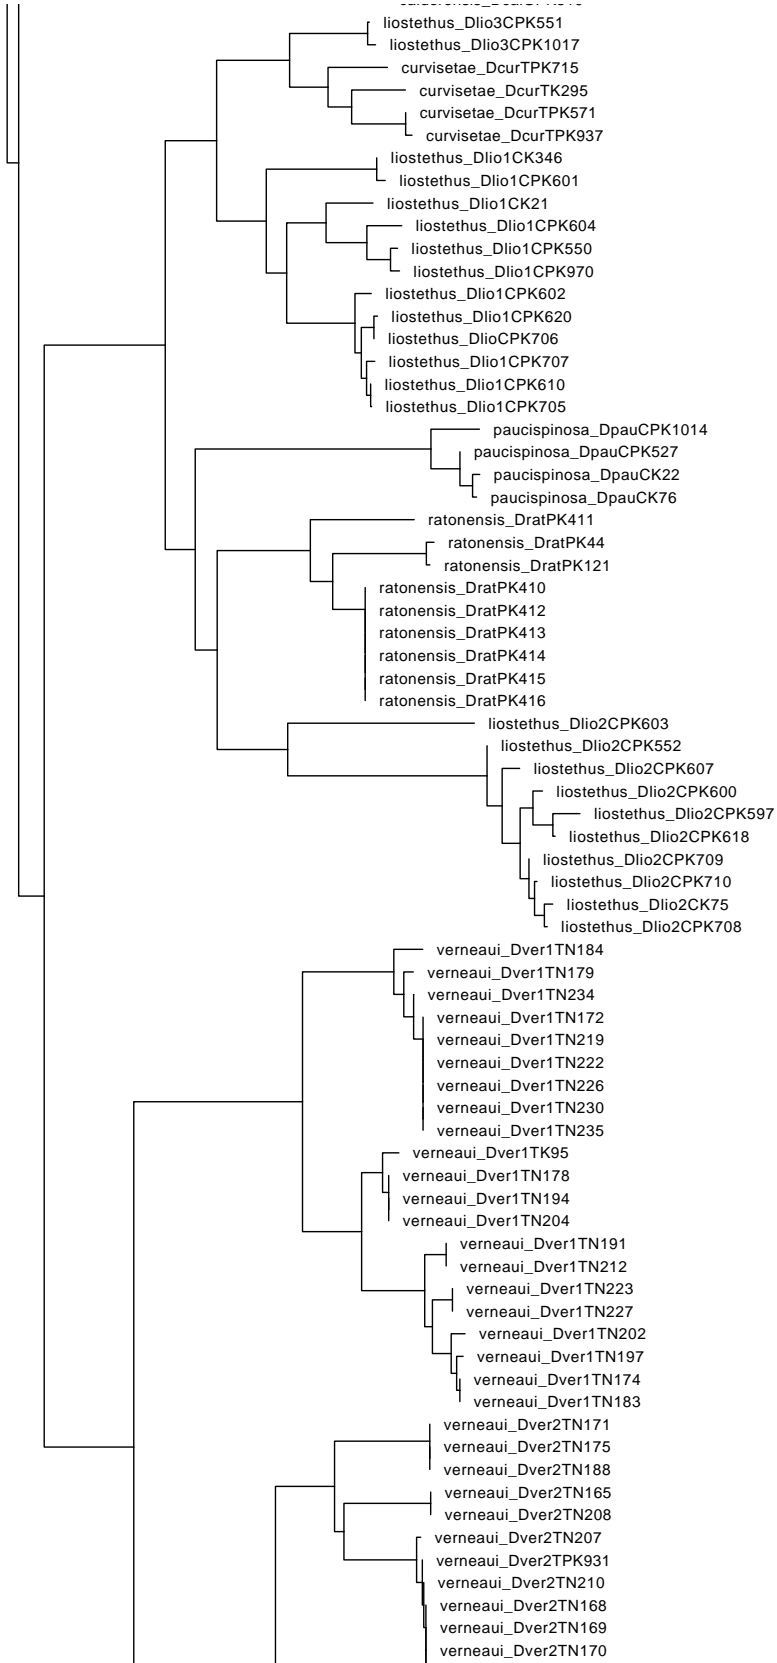 liostethus_Dlio3CPK551
liostethus_Dlio3CPK1017
curvisetae_DcurTPK715
curvisetae_DcurTK295
curvisetae_DcurTPK571
curvisetae_DcurTPK937
liostethus_Dlio1CK346
liostethus_Dlio1CPK601
liostethus_Dlio1CK21
liostethus_Dlio1CPK604
liostethus_Dlio1CPK550
liostethus_Dlio1CPK970
liostethus_Dlio1CPK602
liostethus_Dlio1CPK620
liostethus_DlioCPK706
liostethus_Dlio1CPK707
liostethus_Dlio1CPK610
liostethus_Dlio1CPK705
paucispinosa_DpauCPK1014
paucispinosa_DpauCPK527
paucispinosa_DpauCK22
paucispinosa_DpauCK76
ratonensis_DratPK411
ratonensis_DratPK44
ratonensis_DratPK121
ratonensis_DratPK410
ratonensis_DratPK412
ratonensis_DratPK413
ratonensis_DratPK414
ratonensis_DratPK415
ratonensis_DratPK416
liostethus_Dlio2CPK603
liostethus_Dlio2CPK552
liostethus_Dlio2CPK607
liostethus_Dlio2CPK600
liostethus_Dlio2CPK597
liostethus_Dlio2CPK618
liostethus_Dlio2CPK709
liostethus_Dlio2CPK710
liostethus_Dlio2CK75
liostethus_Dlio2CPK708
verneaui_Dver1TN184
verneaui_Dver1TN179
verneaui_Dver1TN234
verneaui_Dver1TN172
verneaui_Dver1TN219
verneaui_Dver1TN222
verneaui_Dver1TN226
verneaui_Dver1TN230
verneaui_Dver1TN235
verneaui_Dver1TK95
verneaui_Dver1TN178
verneaui_Dver1TN194
verneaui_Dver1TN204
verneaui_Dver1TN191
verneaui_Dver1TN212
verneaui_Dver1TN223
verneaui_Dver1TN227
verneaui_Dver1TN202
verneaui_Dver1TN197
verneaui_Dver1TN174
verneaui_Dver1TN183
verneaui_Dver2TN171
verneaui_Dver2TN175
verneaui_Dver2TN188
verneaui_Dver2TN165
verneaui_Dver2TN208
verneaui_Dver2TN207
verneaui_Dver2TPK931
verneaui_Dver2TN210
verneaui_Dver2TN168
verneaui_Dver2TN169
verneaui_Dver2TN170